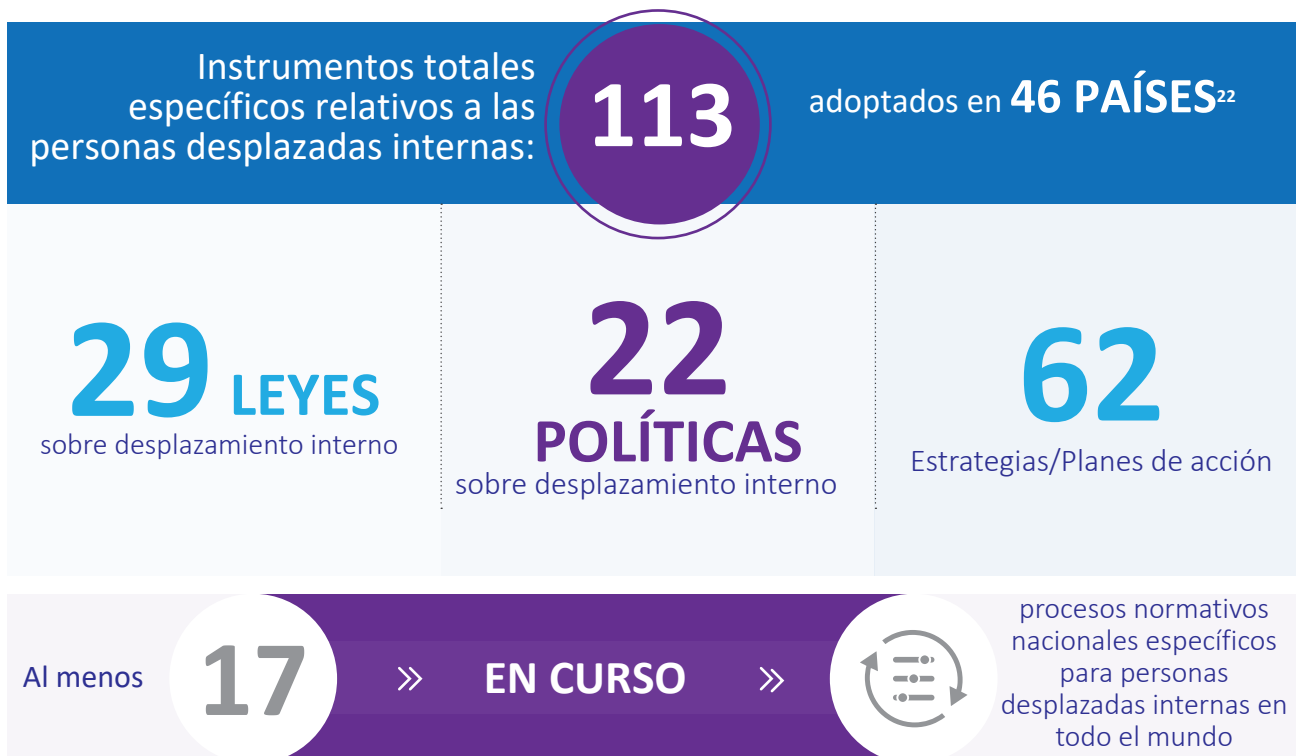 Instrumentos totales
específicos relativos a las
personas desplazadas internas:
113
adoptados en 46 PAÍSES²²
29 LEYES
sobre desplazamiento interno
22
POLÍTICAS
sobre desplazamiento interno
62
Estrategias/Planes de acción
Al menos
17
» EN CURSO »
procesos normativos
nacionales específicos
para personas
desplazadas internas en
todo el mundo